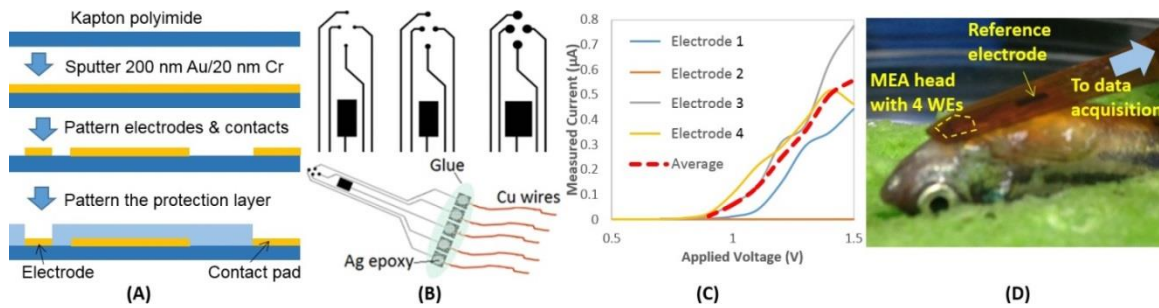 Kapton polyimide
Sputter 200 nm Au/20 nm Cr
Pattern electrodes & contacts
Pattern the protection layer
Electrode
Contact pad
(A)
Glue
Cu wires
Ag epoxy
(B)
Measured Current (µA)
0.8
0.7
0.6
0.5
0.4
0.3
0.2
0.1
0
Electrode 1
Electrode 2
Electrode 3
Electrode 4
Average
0.5
1
1.5
Applied Voltage (V)
(C)
Reference
electrode
MEA head
with 4 WEs
To data
acquisition
(D)